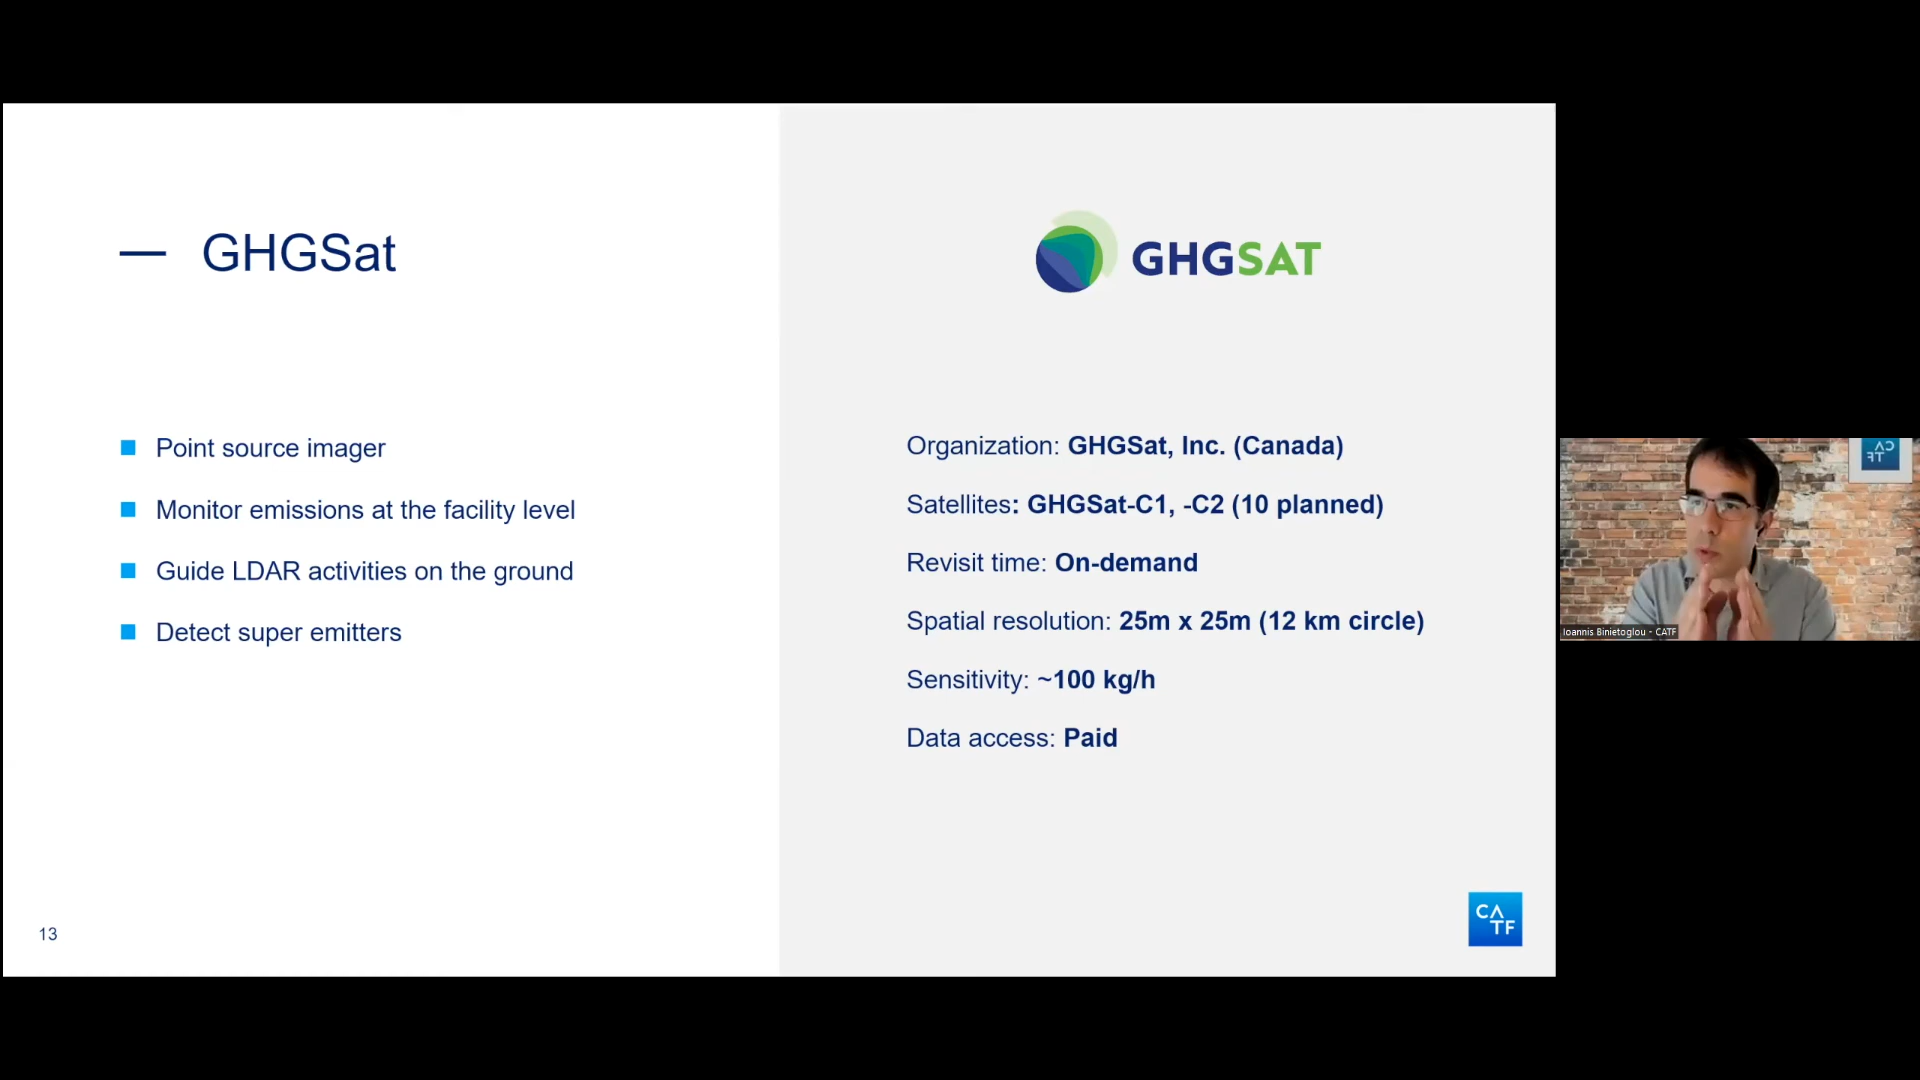 — GHGSat
Point source imager
Monitor emissions at the facility level
Guide LDAR activities on the ground
Detect super emitters
13
GHGSAT
Organization: GHGSat, Inc. (Canada)
Satellites: GHGSat-C1, -C2 (10 planned)
Revisit time: On-demand
Spatial resolution: 25m x 25m (12 km circle)
Sensitivity: ~100 kg/h
Data access: Paid
CATF
CATF
Ioannis Binietoglou - CATF